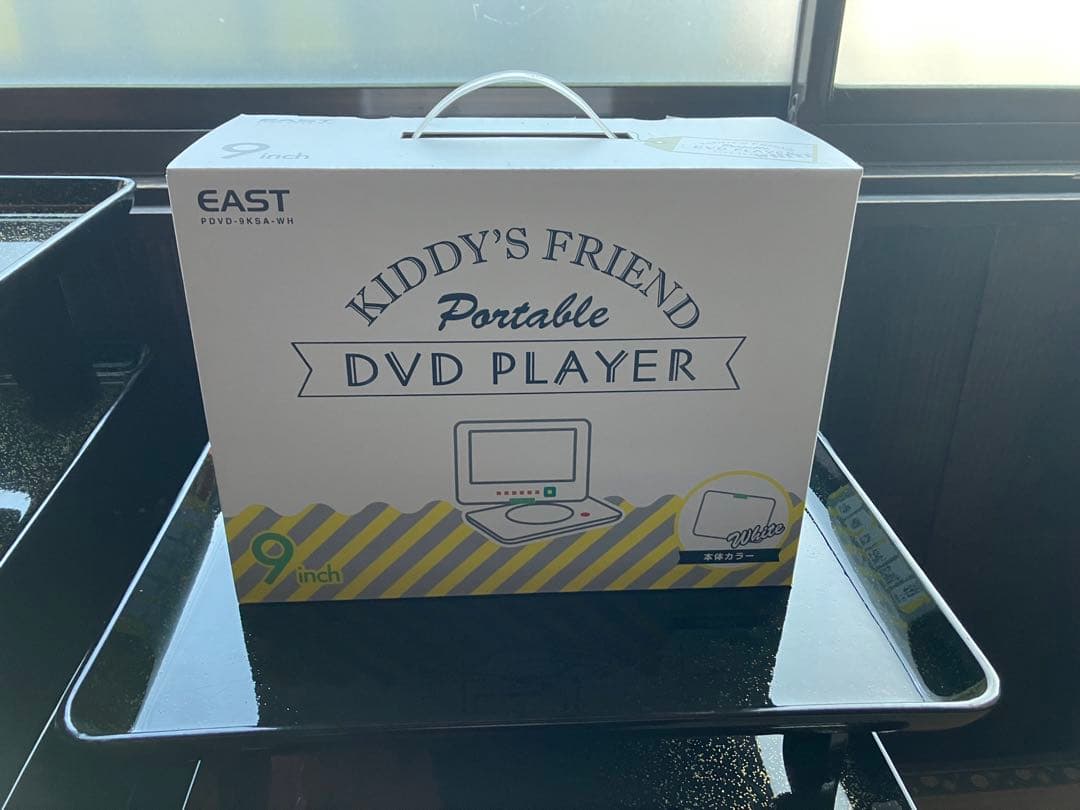 EAST
9 inch
EAST
PDVD-9KSA-WH
KIDDY'S FRIEND
Portable
DVD PLAYER
White
本体カラー
9 inch